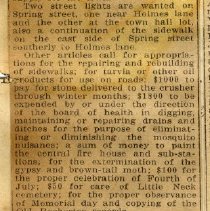 Two street lights are wanted on
Spring street, one near Holmes lane
and the other at the town hall lot,
also a continuation of the sidewalk
on the east side of Spring street
southerly to Holmes lane.
Other articles call for appropria-
tions for the repairing and rebuilding
of sidewalks; for tarvia or other oil
products for use on roads; $1000 to
pay for stone delivered to the crusher
through winter months, $1800 to be
expended by or under the direction
of the board of health in digging,
maintaining or repairing drains and
ditches for the purpose of eliminat-
ing or diminishing the mosquito
nuisance; a sum of money to paint
the central fire house and sub-sta-
tions; for the extermination of the
gypsy and brown-tail moth; $100 for
the proper celebration of Fourth of
July; $50 for care of Little Neck
cemetery, for the proper observance
of Memorial day and copying of the